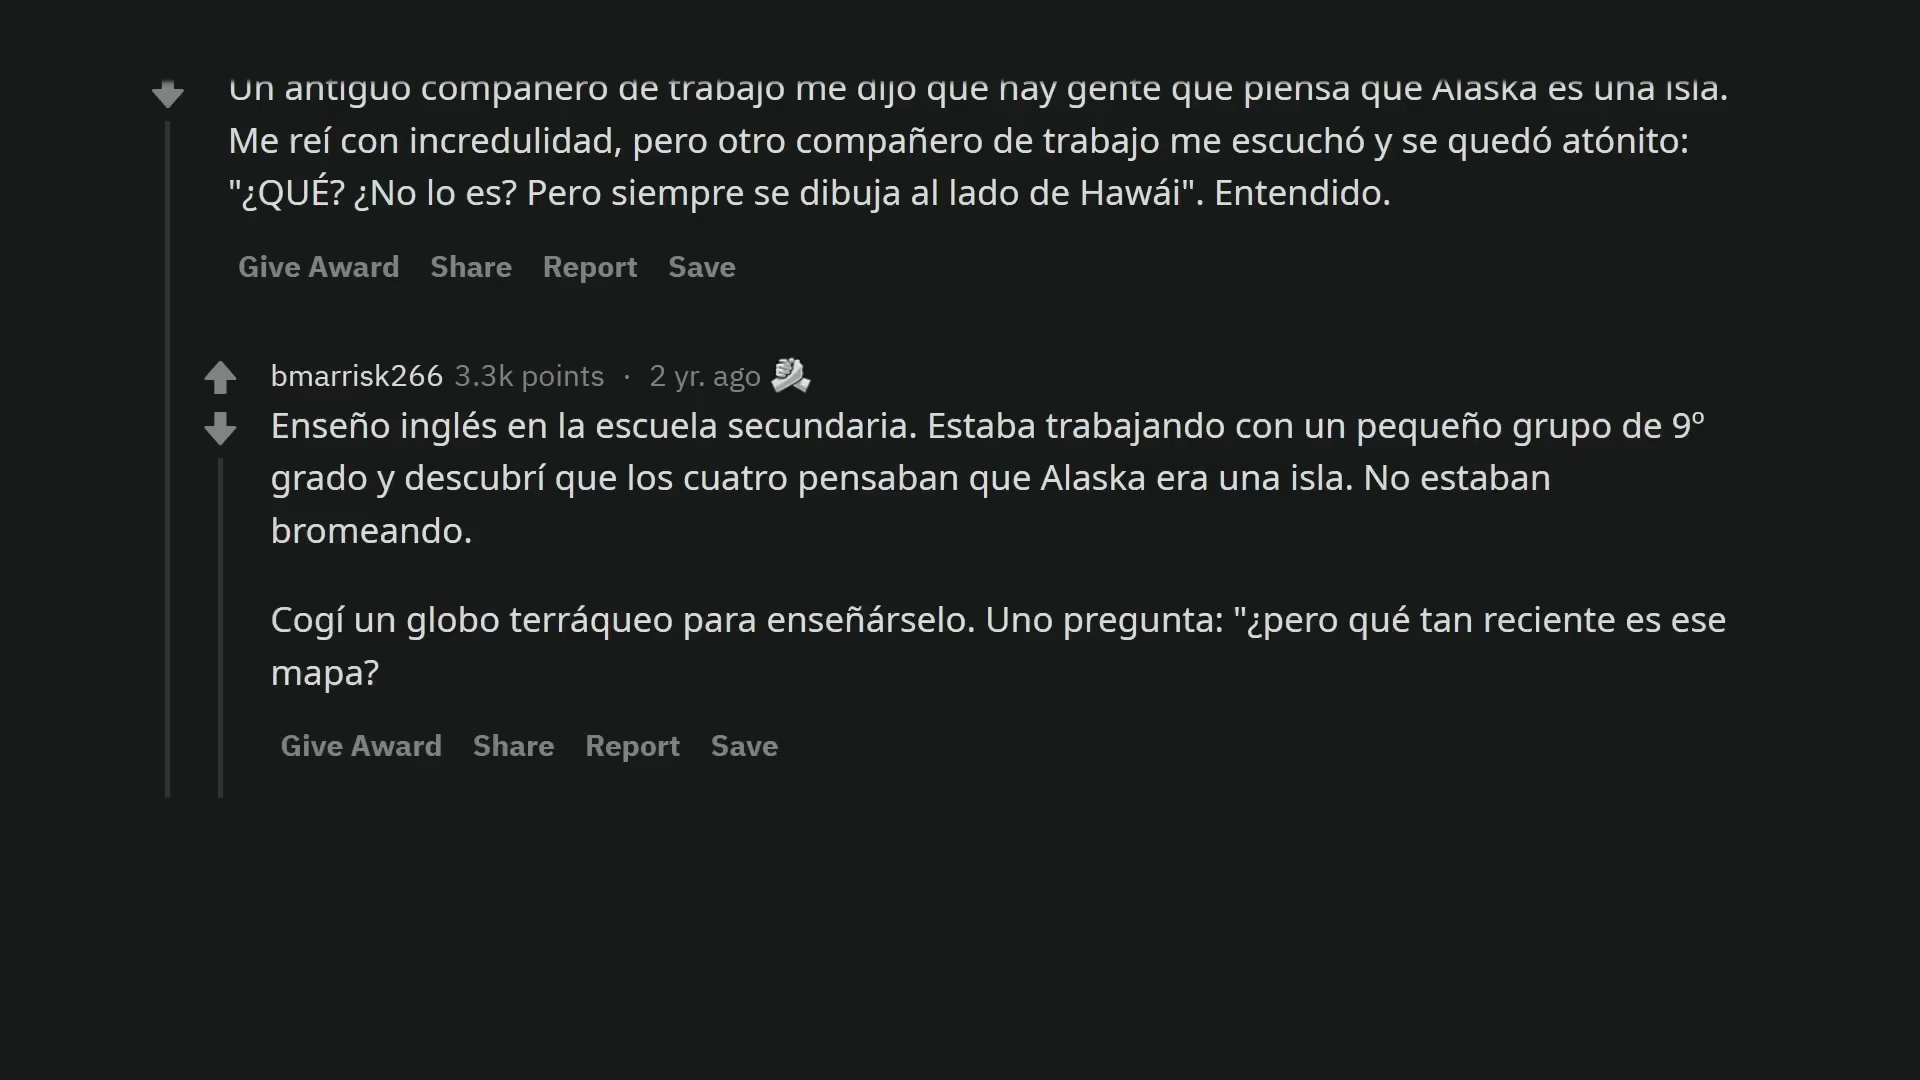 Un antiguo compañero de trabajo me dijo que hay gente que piensa que Alaska es una isla.
Me reí con incredulidad, pero otro compañero de trabajo me escuchó y se quedó atónito:
"¿QUÉ? ¿No lo es? Pero siempre se dibuja al lado de Hawái". Entendido.
Give Award Share Report Save
bmarrisk266 3.3k points · 2 yr. ago
Enseño inglés en la escuela secundaria. Estaba trabajando con un pequeño grupo de 9º
grado y descubrí que los cuatro pensaban que Alaska era una isla. No estaban
bromeando.
Cogí un globo terráqueo para enseñárselo. Uno pregunta: "¿pero qué tan reciente es ese
mapa?
Give Award Share Report Save